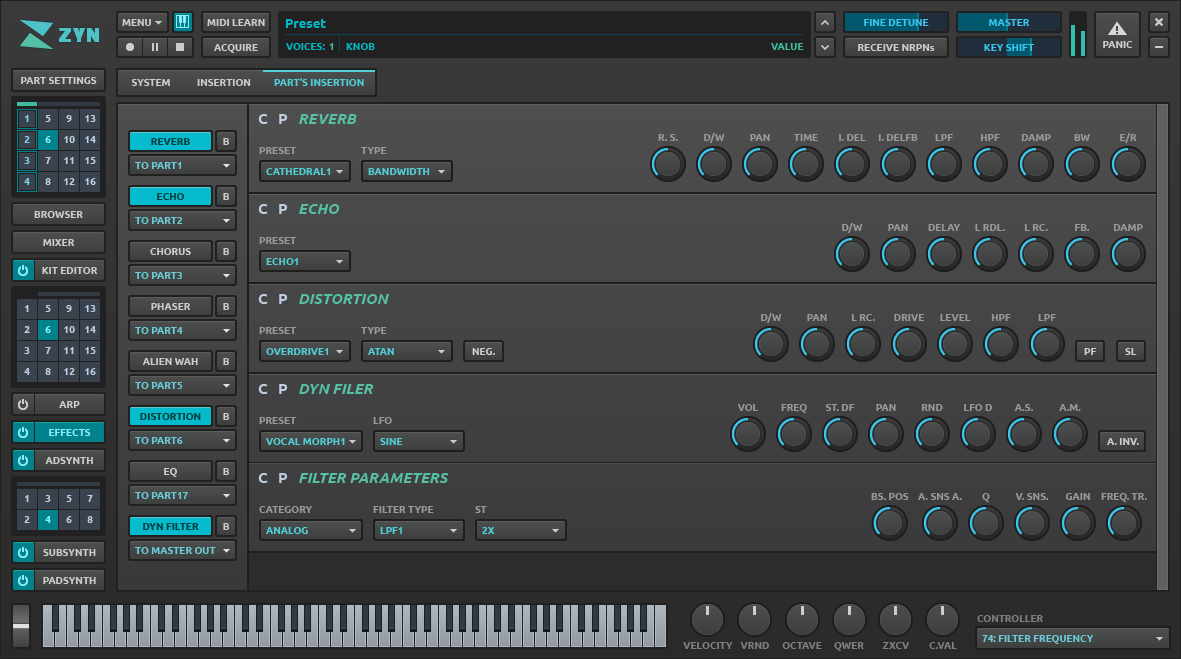 ZYN
MENU
MIDI LEARN
ACQUIRE
Preset
VOICES: 1 KNOB VALUE
FINE DETUNE MASTER
RECEIVE NRPNs KEY SHIFT
PANIC
PART SETTINGS
SYSTEM INSERTION PART'S INSERTION
1 5 9 13
2 6 10 14
3 7 11 15
4 8 12 16
BROWSER
MIXER
KIT EDITOR
1 5 9 13
2 6 10 14
3 7 11 15
4 8 12 16
ARP
EFFECTS
ADSYNTH
1 3 5 7
2 4 6 8
SUBSYNTH
PADSYNTH
REVERB B
TO PART1
ECHO B
TO PART2
CHORUS B
TO PART3
PHASER B
TO PART4
ALIEN WAH B
TO PART5
DISTORTION B
TO PART6
EQ B
TO PART17
DYN FILTER B
TO MASTER OUT
C P REVERB
PRESET TYPE
CATHEDRAL1 BANDWIDTH
R. S. D/W PAN TIME I. DEL I. DELFB LPF HPF DAMP BW E/R
C P ECHO
PRESET
ECHO1
D/W PAN DELAY L RDL. L RC. FB. DAMP
C P DISTORTION
PRESET TYPE
OVERDRIVE1 ATAN NEG.
D/W PAN L RC. DRIVE LEVEL HPF LPF
PF SL
C P DYN FILER
PRESET LFO
VOCAL MORPH1 SINE
VOL FREQ ST. DF PAN RND LFO D A.S. A.M.
A. INV.
C P FILTER PARAMETERS
CATEGORY FILTER TYPE ST
ANALOG LPF1 2X
BS. POS A. SNS A. Q V. SNS. GAIN FREQ. TR.
VELOCITY VRND OCTAVE QWER ZXCV C.VAL
CONTROLLER
74: FILTER FREQUENCY